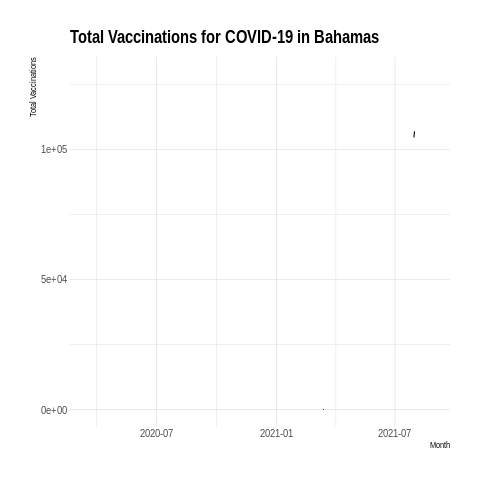 Total Vaccinations for COVID-19 in Bahamas
Total Vaccinations
1e+05
5e+04
0e+00
2020-07
2021-01
2021-07
Month